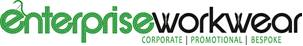 enterpriseworkwear
CORPORATE | PROMOTIONAL | BESPOKE